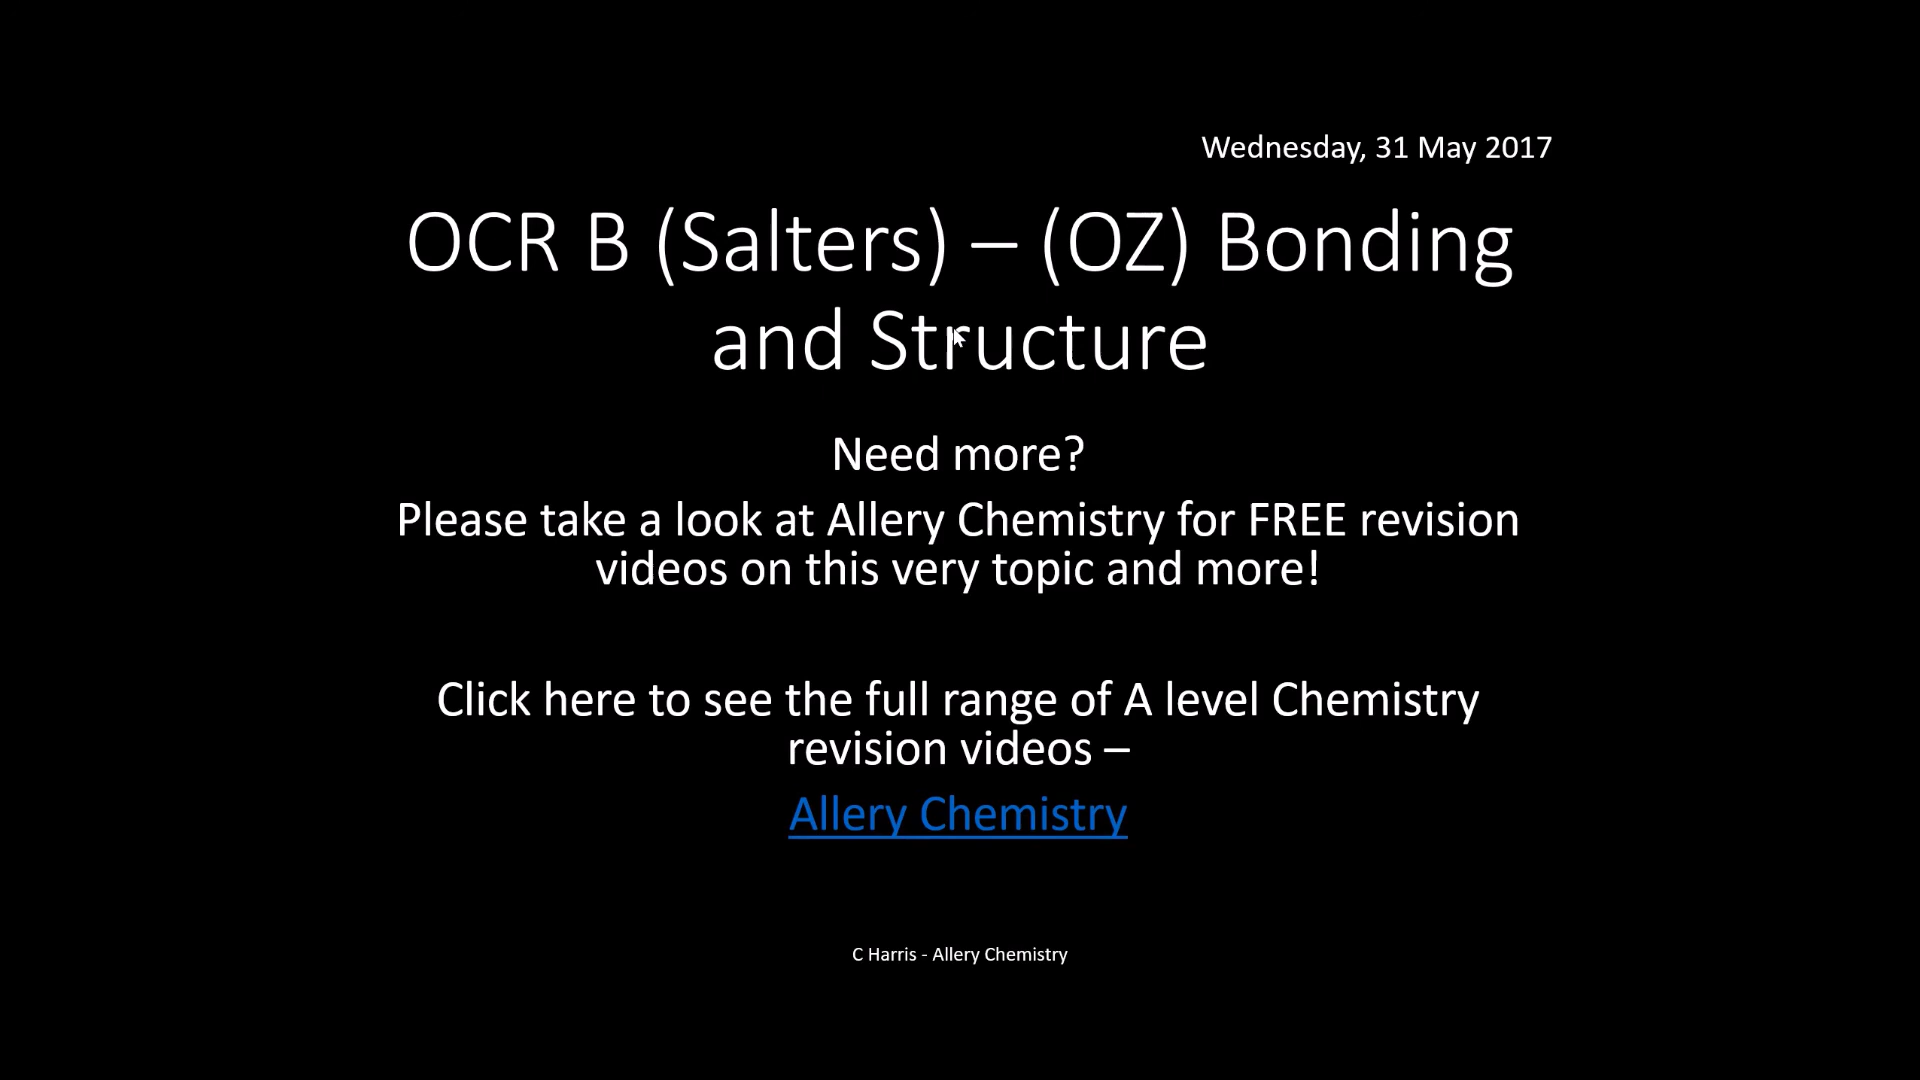 Wednesday, 31 May 2017
OCR B (Salters) – (OZ) Bonding
and Structure
Need more?
Please take a look at Allery Chemistry for FREE revision
videos on this very topic and more!
Click here to see the full range of A level Chemistry
revision videos –
Allery Chemistry
C Harris - Allery Chemistry